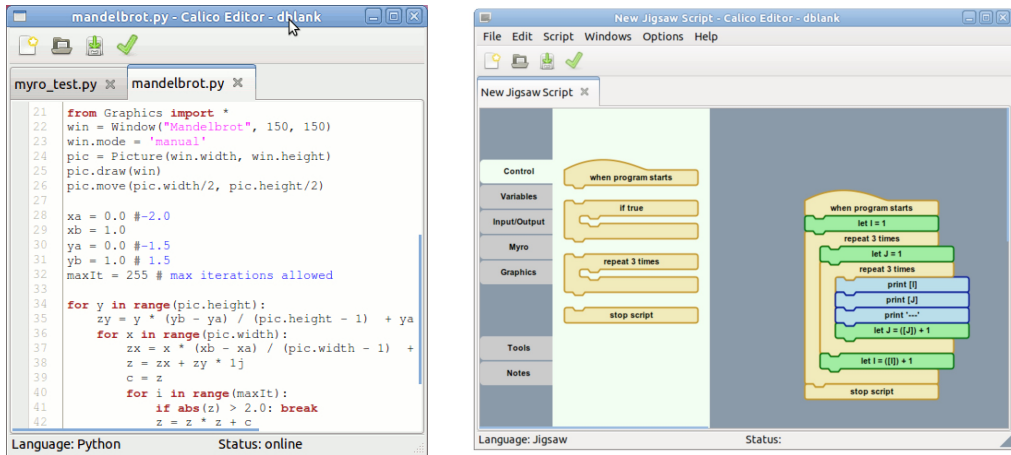 mandelbrot.py - Calico Editor - dblank
myro_test.py
mandelbrot.py
21 from Graphics import *
22 win = Window("Mandelbrot", 150, 150)
23 win.mode = 'manual'
24 pic = Picture(win.width, win.height)
25 pic.draw(win)
26 pic.move(pic.width/2, pic.height/2)
27
28 xa = 0.0 #-2.0
29 xb = 1.0
30 ya = 0.0 #-1.5
31 yb = 1.0 # 1.5
32 maxIt = 255 # max iterations allowed
33
34 for y in range(pic.height):
35 zy = y * (yb - ya) / (pic.height - 1) + ya
36 for x in range(pic.width):
37 zx = x * (xb - xa) / (pic.width - 1) +
38 z = zx + zy * 1j
39 c = z
40 for i in range(maxIt):
41 if abs(z) > 2.0: break
42 z = z * z + c
Language: Python
Status: online
New Jigsaw Script - Calico Editor - dblank
File Edit Script Windows Options Help
New Jigsaw Script
Control
Variables
Input/Output
Myro
Graphics
Tools
Notes
when program starts
if true
repeat 3 times
stop script
when program starts
let I = 1
repeat 3 times
let J = 1
repeat 3 times
print [I]
print [J]
print '---'
let J = ([J]) + 1
let I = ([I]) + 1
stop script
Language: Jigsaw
Status: